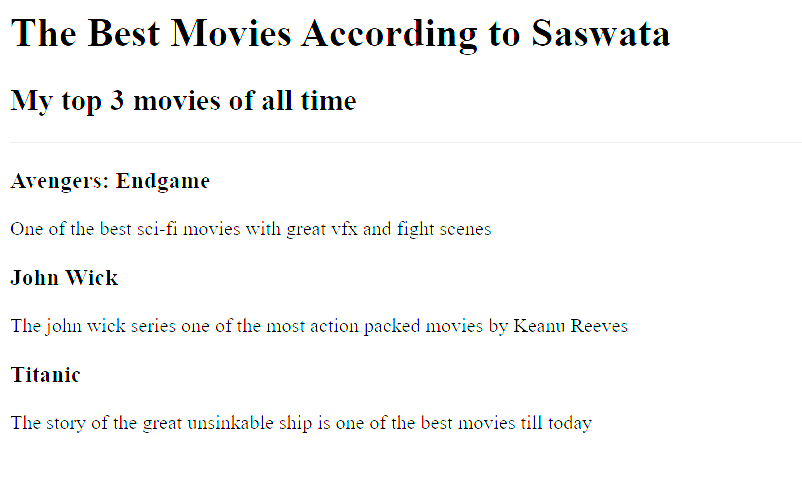 The Best Movies According to Saswata
My top 3 movies of all time
Avengers: Endgame
One of the best sci-fi movies with great vfx and fight scenes
John Wick
The john wick series one of the most action packed movies by Keanu Reeves
Titanic
The story of the great unsinkable ship is one of the best movies till today